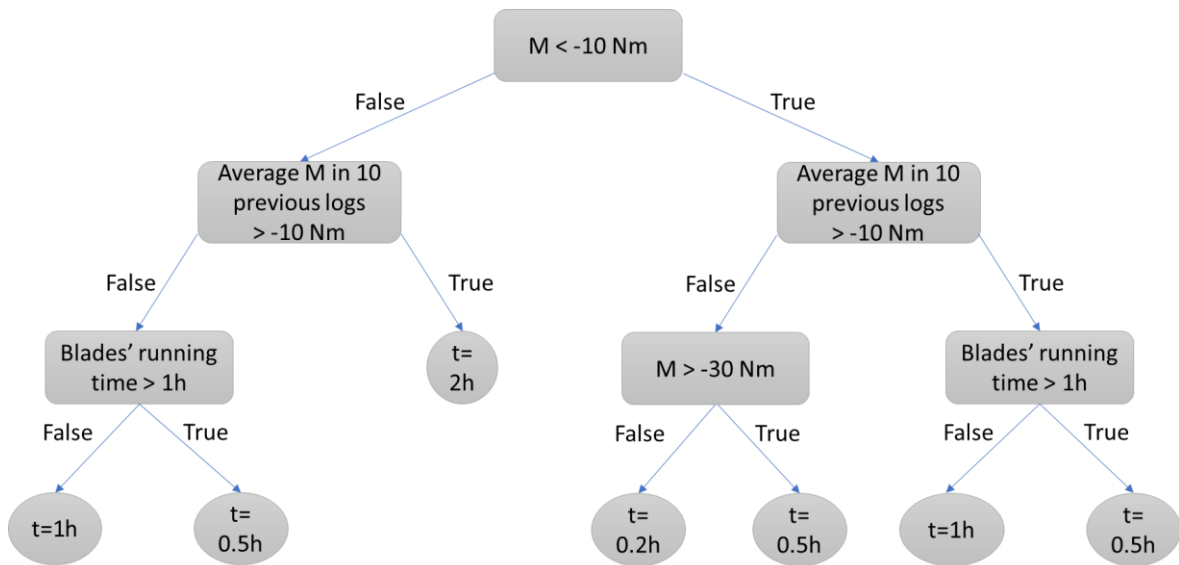 M < -10 Nm
False
True
Average M in 10
previous logs
> -10 Nm
Average M in 10
previous logs
> -10 Nm
False
True
False
True
Blades’ running
time > 1h
t=
2h
M > -30 Nm
Blades’ running
time > 1h
False
True
False
True
False
True
t=1h
t=
0.5h
t=
0.2h
t=
0.5h
t=1h
t=
0.5h